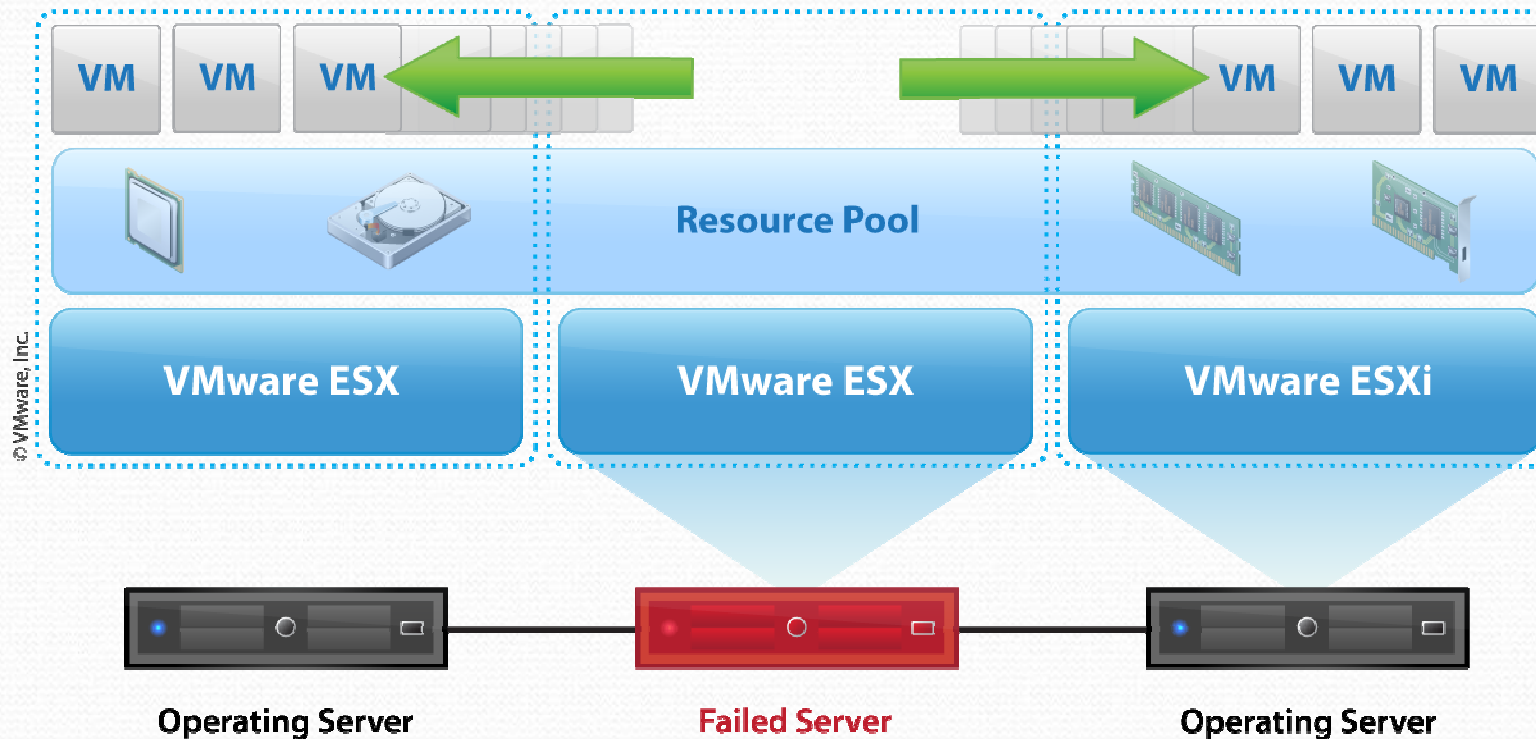 VM VM VM VM VM VM
Resource Pool
VMware ESX VMware ESX VMware ESXi
© VMware, Inc.
Operating Server Failed Server Operating Server